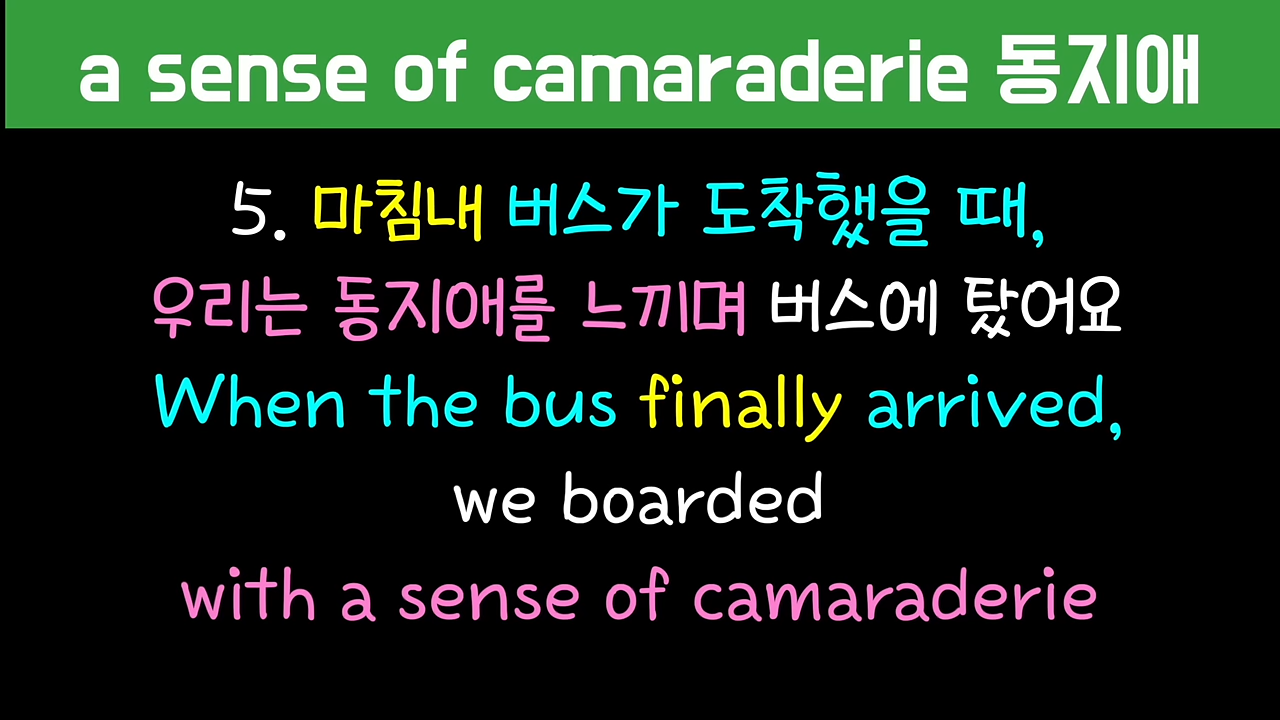 a sense of camaraderie 동지애
5. 마침내 버스가 도착했을 때,
우리는 동지애를 느끼며 버스에 탔어요
When the bus finally arrived,
we boarded
with a sense of camaraderie